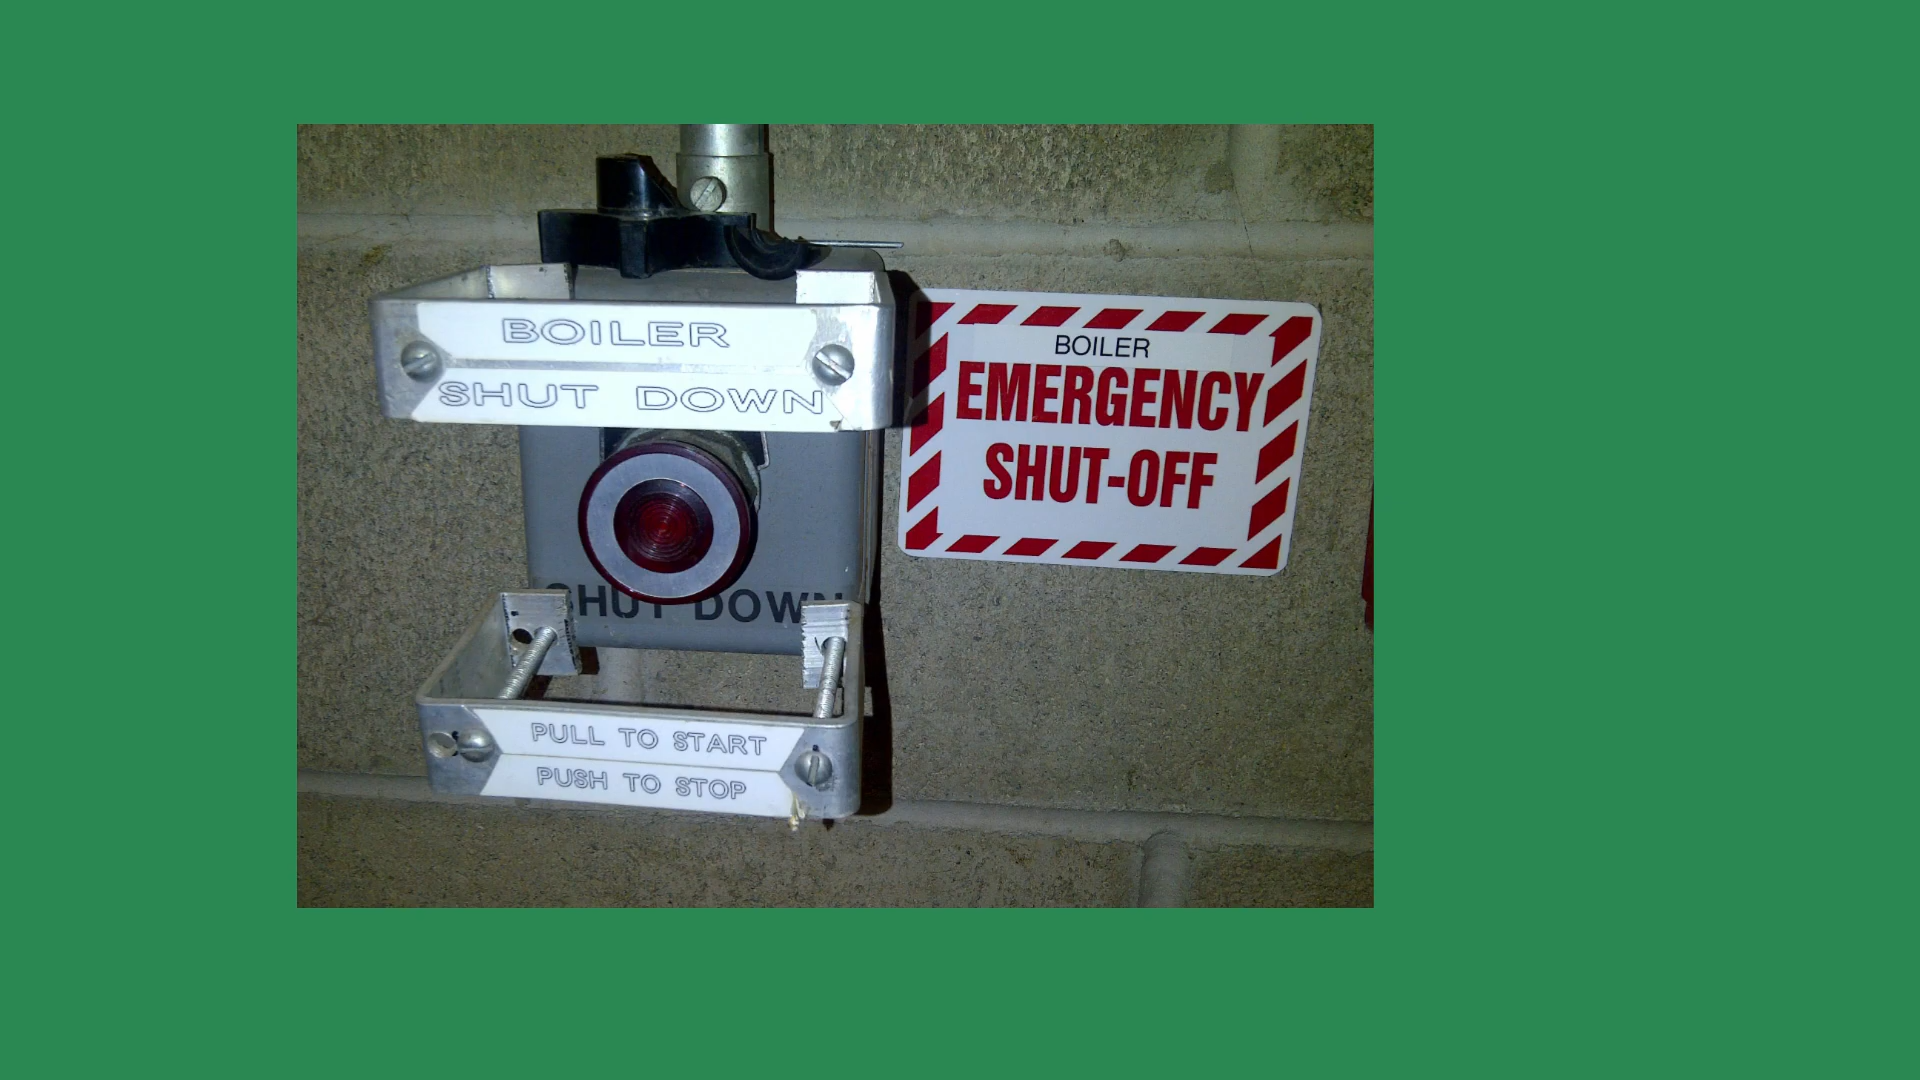 BOILER
SHUT DOWN
SHUT DOWN
PULL TO START
PUSH TO STOP
BOILER
EMERGENCY
SHUT-OFF